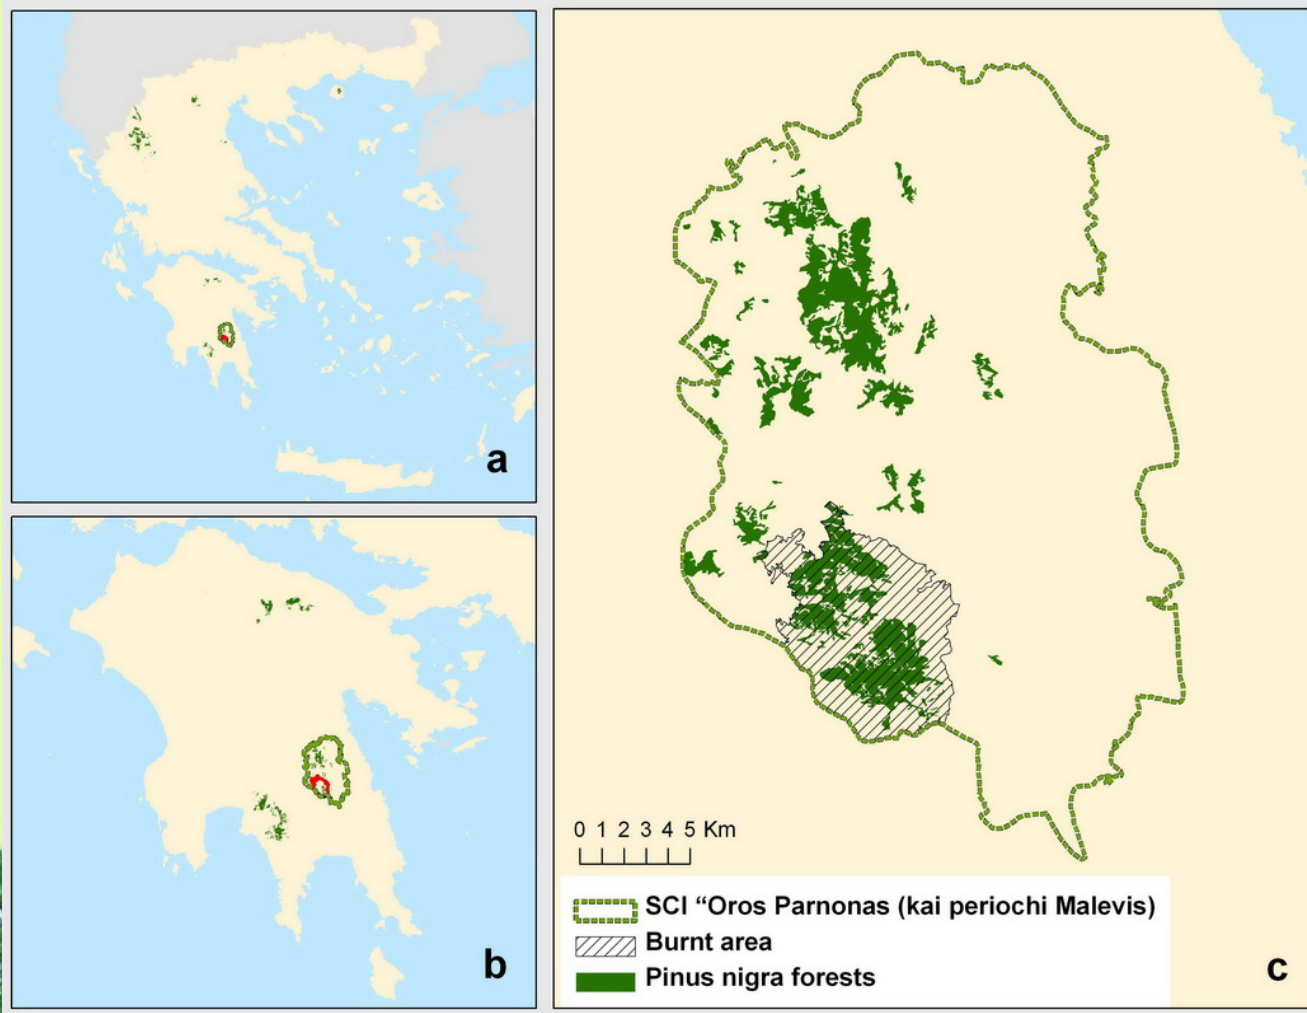 a
b
0 1 2 3 4 5 Km
SCI “Oros Parnonas (kai periochi Malevis)
Burnt area
Pinus nigra forests
c